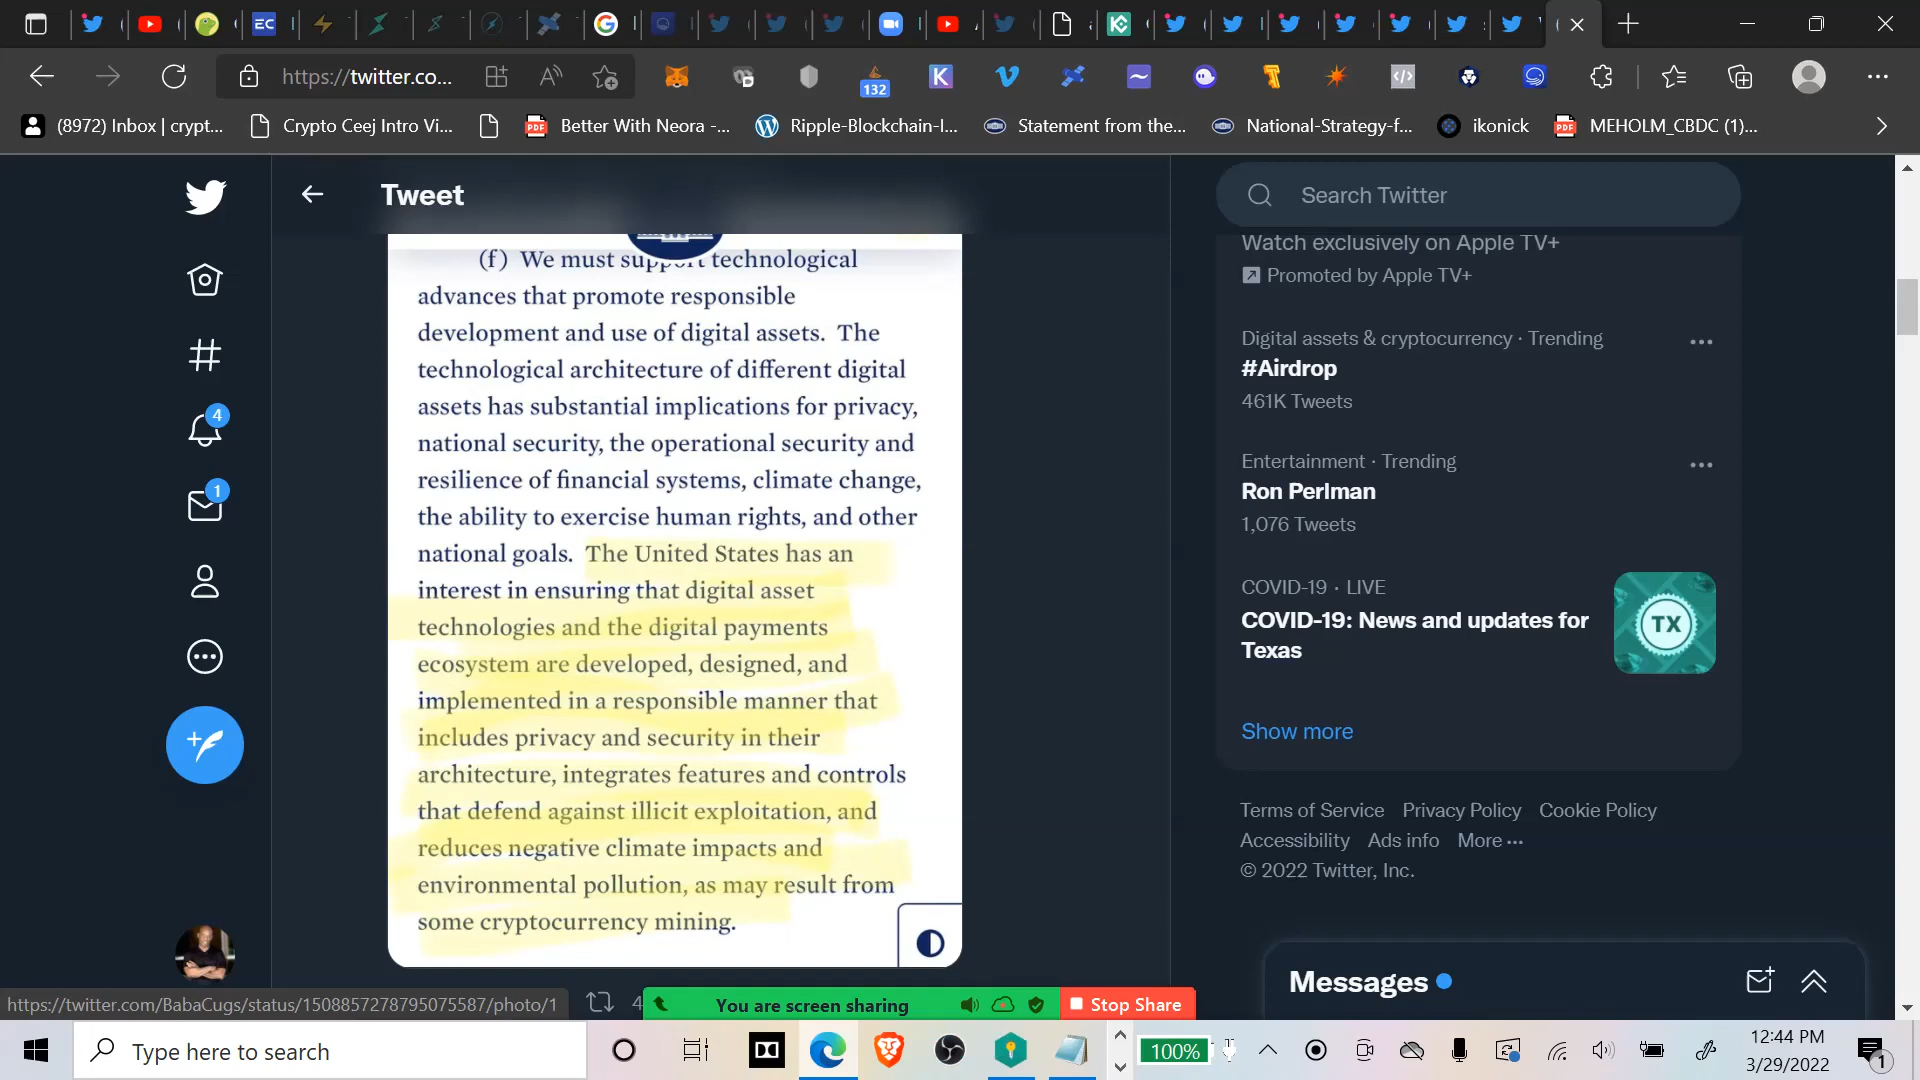 EC
https://twitter.co...
132
K
(8972) Inbox | crypt...
Crypto Ceej Intro Vi...
PDF
Better With Neora -...
Ripple-Blockchain-I...
Statement from the...
National-Strategy-f...
ikonick
PDF
MEHOLM_CBDC (1)...
Tweet
Search Twitter
(f) We must support technological
advances that promote responsible
development and use of digital assets. The
technological architecture of different digital
assets has substantial implications for privacy,
national security, the operational security and
resilience of financial systems, climate change,
the ability to exercise human rights, and other
national goals. The United States has an
interest in ensuring that digital asset
technologies and the digital payments
ecosystem are developed, designed, and
implemented in a responsible manner that
includes privacy and security in their
architecture, integrates features and controls
that defend against illicit exploitation, and
reduces negative climate impacts and
environmental pollution, as may result from
some cryptocurrency mining.
4
1
Watch exclusively on Apple TV+
Promoted by Apple TV+
Digital assets & cryptocurrency · Trending
#Airdrop
461K Tweets
Entertainment · Trending
Ron Perlman
1,076 Tweets
COVID-19 · LIVE
COVID-19: News and updates for
Texas
TX
Show more
Terms of Service Privacy Policy Cookie Policy
Accessibility Ads info More ···
© 2022 Twitter, Inc.
Messages
https://twitter.com/BabaCugs/status/1508857278795075587/photo/1
4
You are screen sharing
Stop Share
Type here to search
100%
12:44 PM
3/29/2022
1